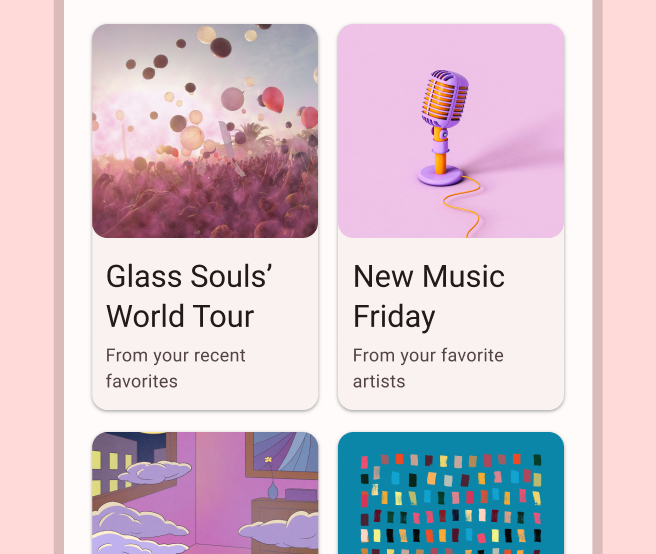 Glass Souls’
World Tour
From your recent
favorites
New Music
Friday
From your favorite
artists